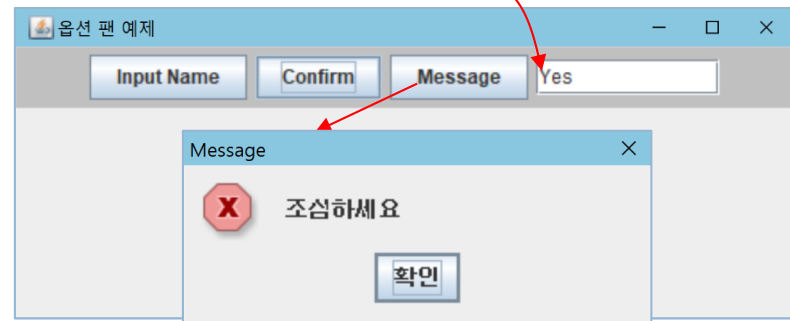 옵션 팬 예제
Input Name Confirm Message Yes
Message
조심하세요
확인